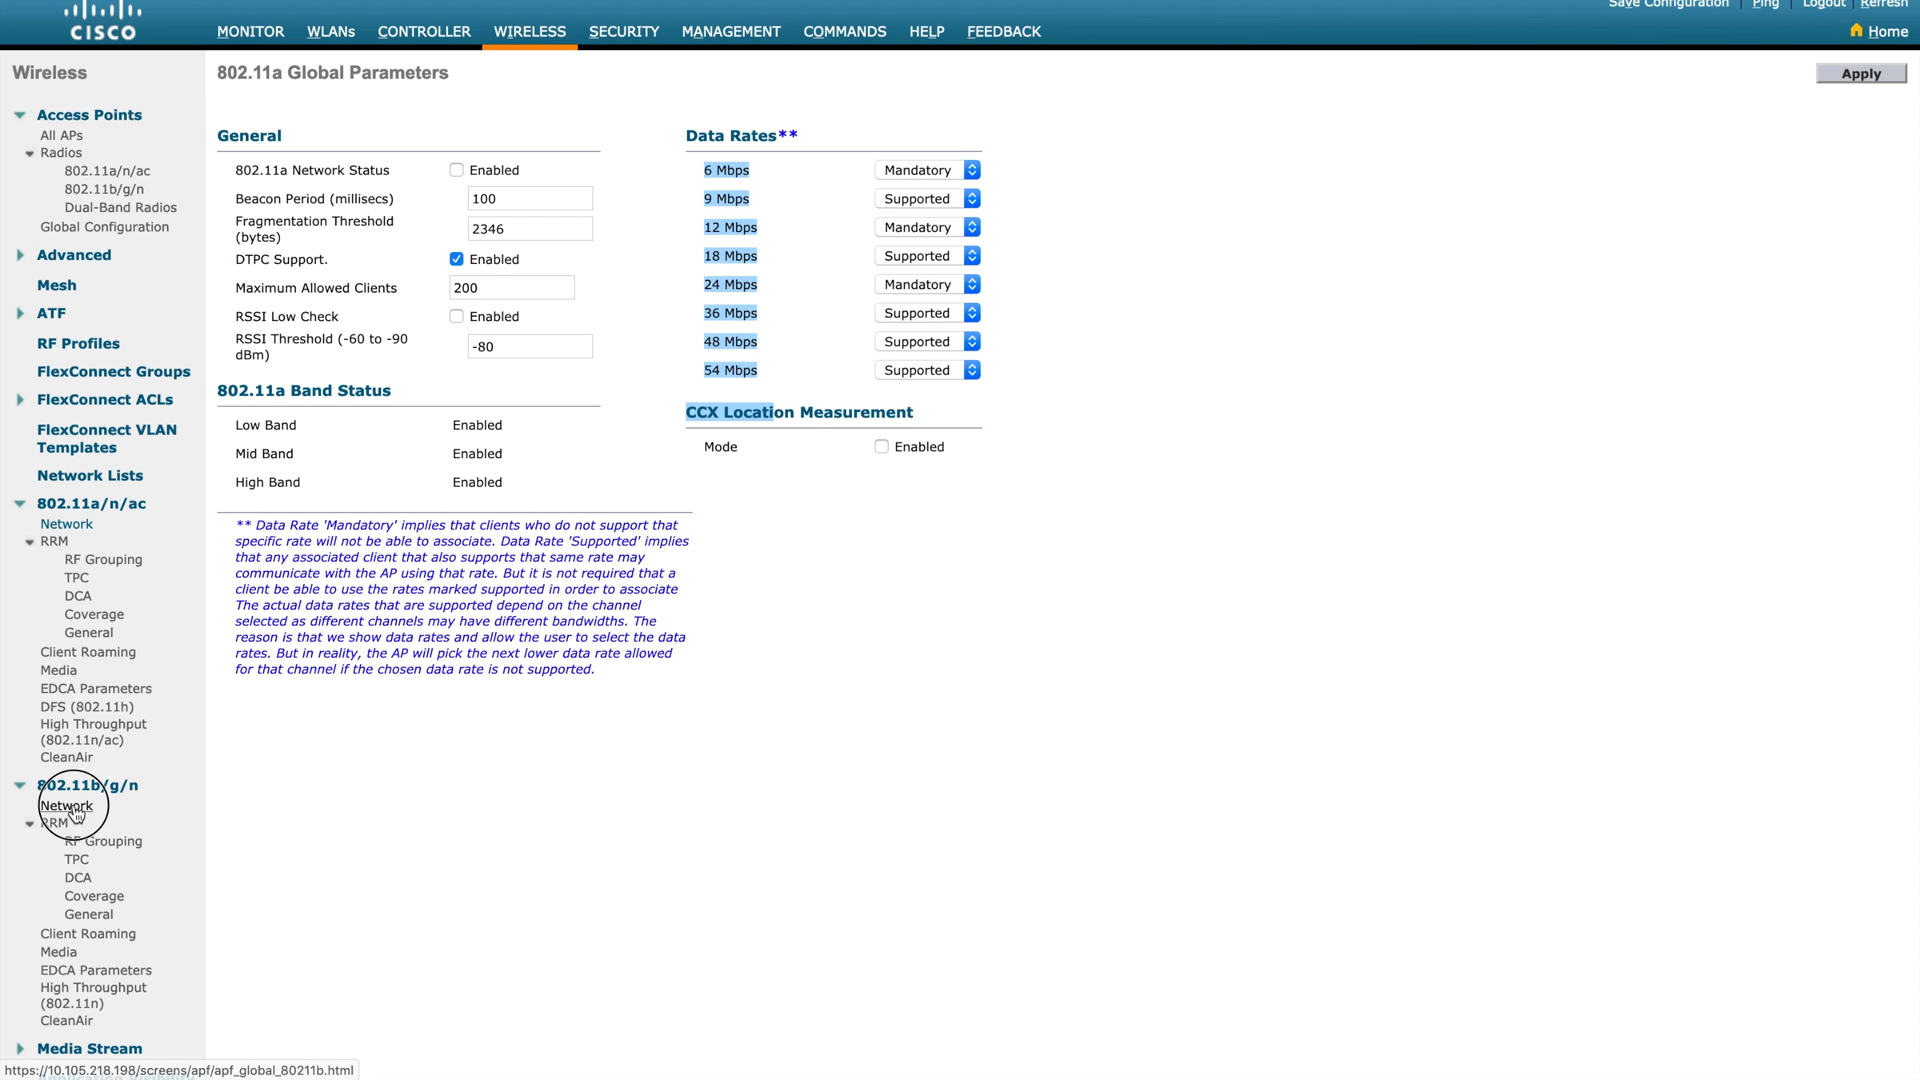 Save Configuration | Ping | Logout | Refresh
CISCO
MONITOR WLANs CONTROLLER WIRELESS SECURITY MANAGEMENT COMMANDS HELP FEEDBACK
Home
Wireless
Access Points
All APs
Radios
802.11a/n/ac
802.11b/g/n
Dual-Band Radios
Global Configuration
Advanced
Mesh
ATF
RF Profiles
FlexConnect Groups
FlexConnect ACLs
FlexConnect VLAN
Templates
Network Lists
802.11a/n/ac
Network
RRM
RF Grouping
TPC
DCA
Coverage
General
Client Roaming
Media
EDCA Parameters
DFS (802.11h)
High Throughput
(802.11n/ac)
CleanAir
802.11b/g/n
Network
RRM
RF Grouping
TPC
DCA
Coverage
General
Client Roaming
Media
EDCA Parameters
High Throughput
(802.11n)
CleanAir
Media Stream
802.11a Global Parameters
Apply
General
802.11a Network Status Enabled
Beacon Period (millisecs) 100
Fragmentation Threshold
(bytes) 2346
DTPC Support. Enabled
Maximum Allowed Clients 200
RSSI Low Check Enabled
RSSI Threshold (-60 to -90
dBm) -80
802.11a Band Status
Low Band Enabled
Mid Band Enabled
High Band Enabled
Data Rates**
6 Mbps Mandatory
9 Mbps Supported
12 Mbps Mandatory
18 Mbps Supported
24 Mbps Mandatory
36 Mbps Supported
48 Mbps Supported
54 Mbps Supported
CCX Location Measurement
Mode Enabled
** Data Rate 'Mandatory' implies that clients who do not support that
specific rate will not be able to associate. Data Rate 'Supported' implies
that any associated client that also supports that same rate may
communicate with the AP using that rate. But it is not required that a
client be able to use the rates marked supported in order to associate
The actual data rates that are supported depend on the channel
selected as different channels may have different bandwidths. The
reason is that we show data rates and allow the user to select the data
rates. But in reality, the AP will pick the next lower data rate allowed
for that channel if the chosen data rate is not supported.
https://10.105.218.198/screens/apf/apf_global_80211b.html